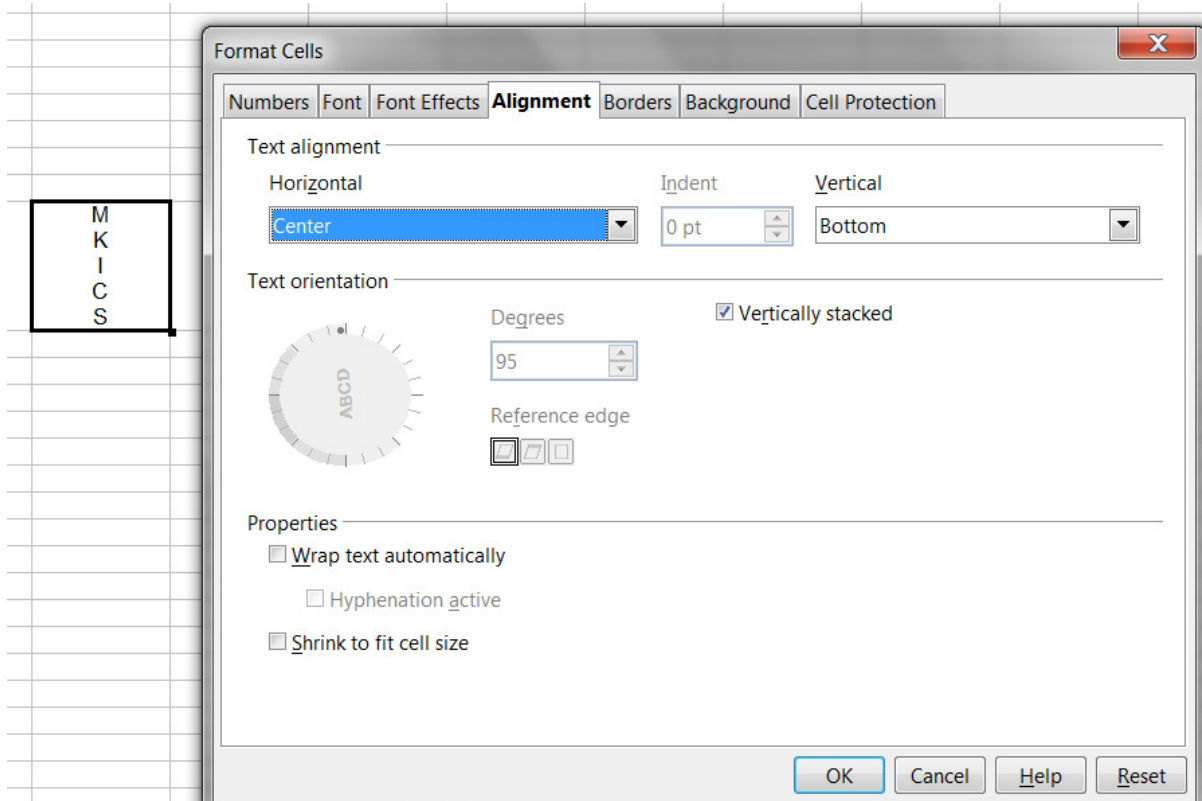 Format Cells
Numbers Font Font Effects Alignment Borders Background Cell Protection
Text alignment
Horizontal Indent Vertical
Center 0 pt Bottom
M
K
I
C
S
Text orientation
Degrees Vertically stacked
95
ABCD
Reference edge
Properties
Wrap text automatically
Hyphenation active
Shrink to fit cell size
OK Cancel Help Reset